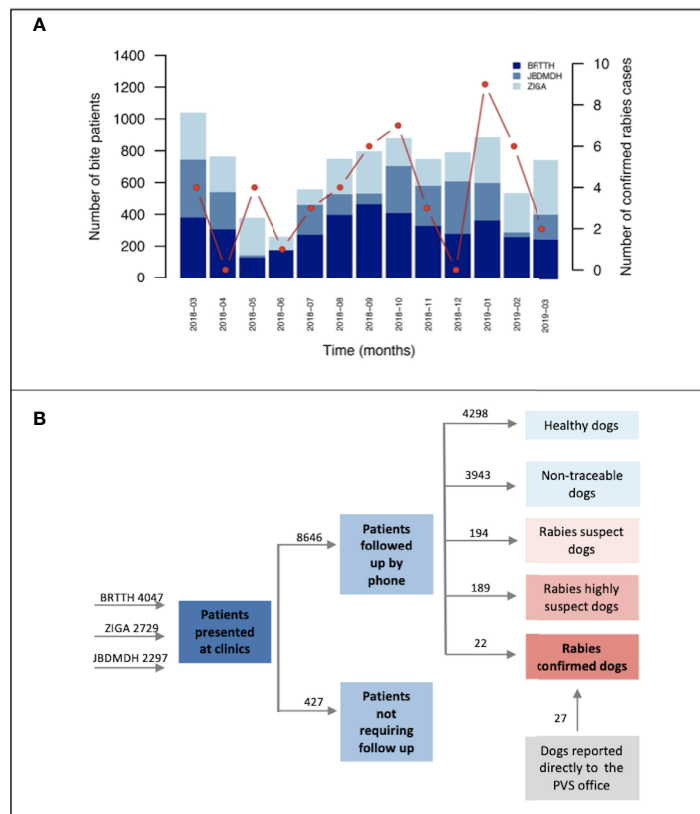 A
1400
1200
1000
800
600
400
200
0
Number of bite patients
BRTTH
JBDMDH
ZIGA
10
8
6
4
2
0
Number of confirmed rabies cases
2018–03
2018–04
2018–05
2018–06
2018–07
2018–08
2018–09
2018–10
2018–11
2018–12
2019–01
2019–02
2019–03
Time (months)
B
BRTTH 4047
ZIGA 2729
JBDMDH 2297
Patients
presented
at clinics
8646
Patients
followed
up by
phone
427
Patients
not
requiring
follow up
4298
Healthy dogs
3943
Non-traceable
dogs
194
Rabies suspect
dogs
189
Rabies highly
suspect dogs
22
Rabies
confirmed dogs
27
Dogs reported
directly to the
PVS office